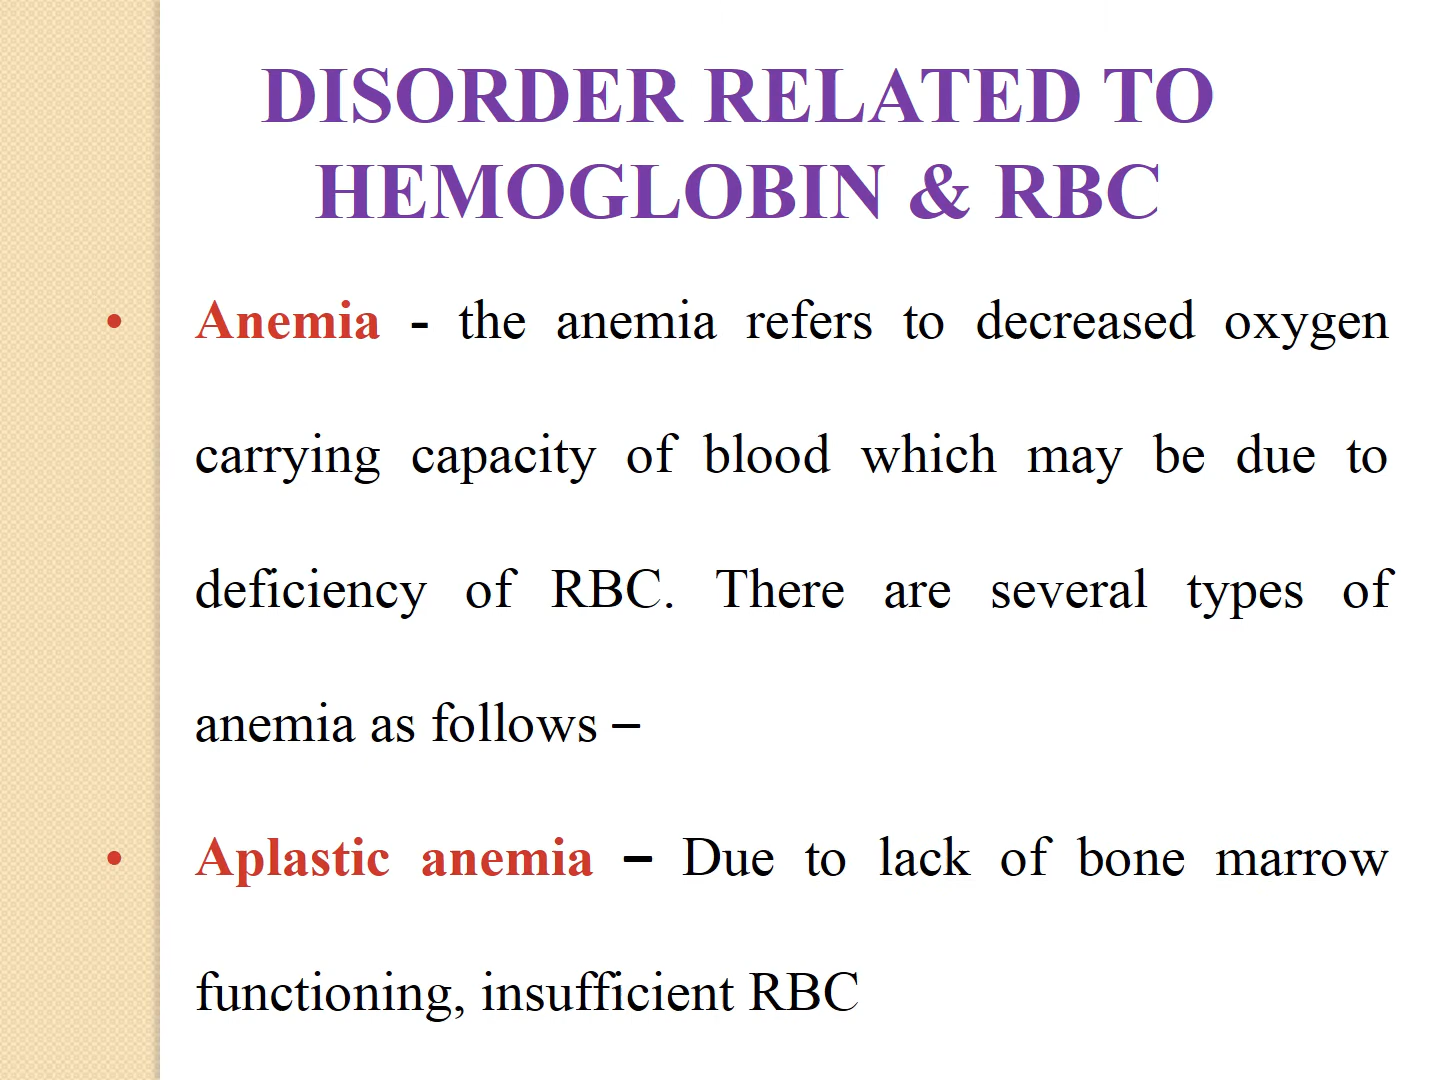 DISORDER RELATED TO
HEMOGLOBIN & RBC
• Anemia - the anemia refers to decreased oxygen
carrying capacity of blood which may be due to
deficiency of RBC. There are several types of
anemia as follows –
• Aplastic anemia – Due to lack of bone marrow
functioning, insufficient RBC